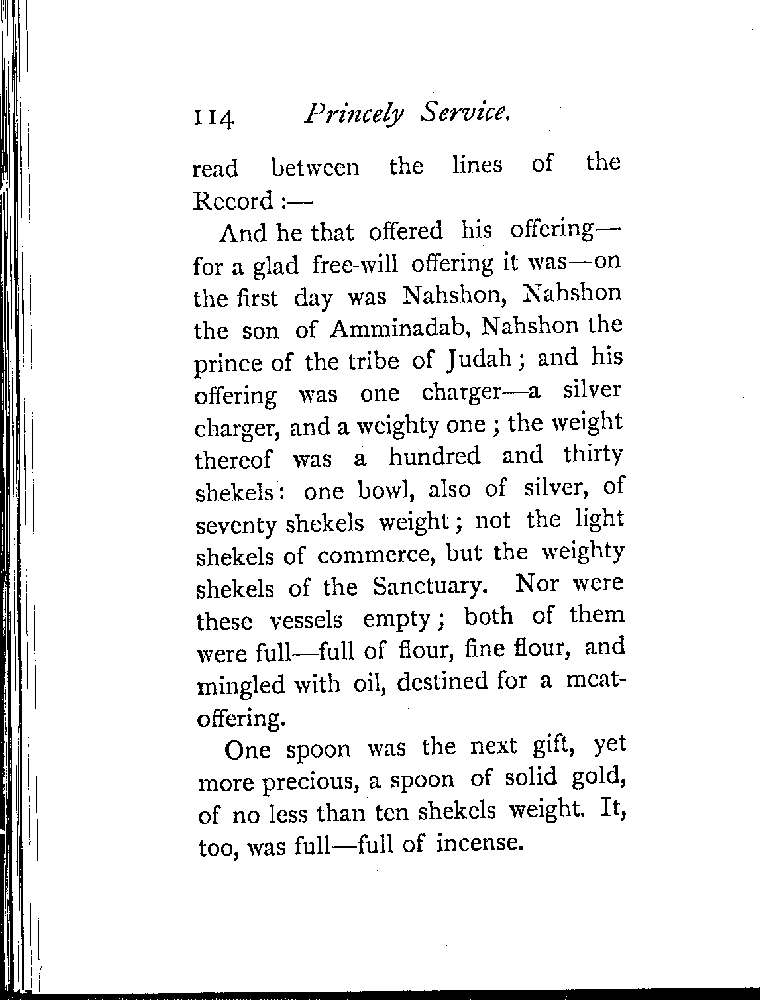 114 Princely Service.
read between the lines of the
Record :—
And he that offered his offering—
for a glad free-will offering it was—on
the first day was Nahshon, Nahshon
the son of Amminadab, Nahshon the
prince of the tribe of Judah; and his
offering was one charger—a silver
charger, and a weighty one ; the weight
thereof was a hundred and thirty
shekels: one bowl, also of silver, of
seventy shekels weight; not the light
shekels of commerce, but the weighty
shekels of the Sanctuary. Nor were
these vessels empty; both of them
were full—full of flour, fine flour, and
mingled with oil, destined for a meat-
offering.
One spoon was the next gift, yet
more precious, a spoon of solid gold,
of no less than ten shekels weight. It,
too, was full—full of incense.